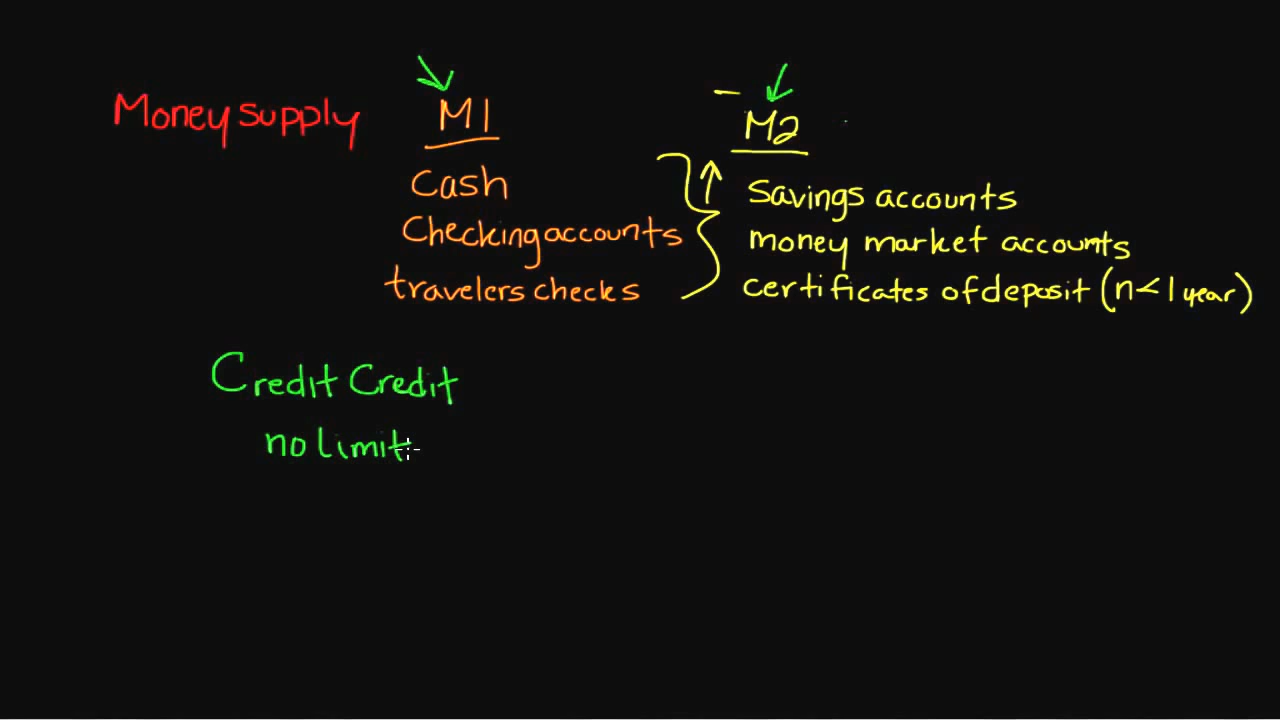 Money supply
M1
Cash
Checking accounts
travelers checks
M2
Savings accounts
money market accounts
certificates of deposit (n<1 year)
Credit Credit
no limit